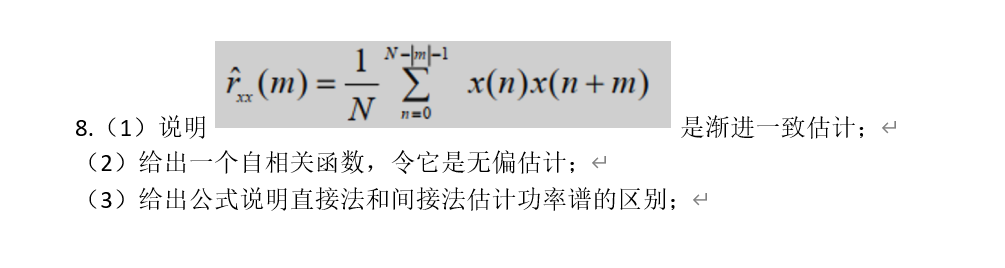 8.（1）说明 r̂ₓₓ(m) = 1/N ∑_{n=0}^{N-|m|-1} x(n)x(n+m) 是渐进一致估计；↵
（2）给出一个自相关函数，令它是无偏估计；↵
（3）给出公式说明直接法和间接法估计功率谱的区别；↵